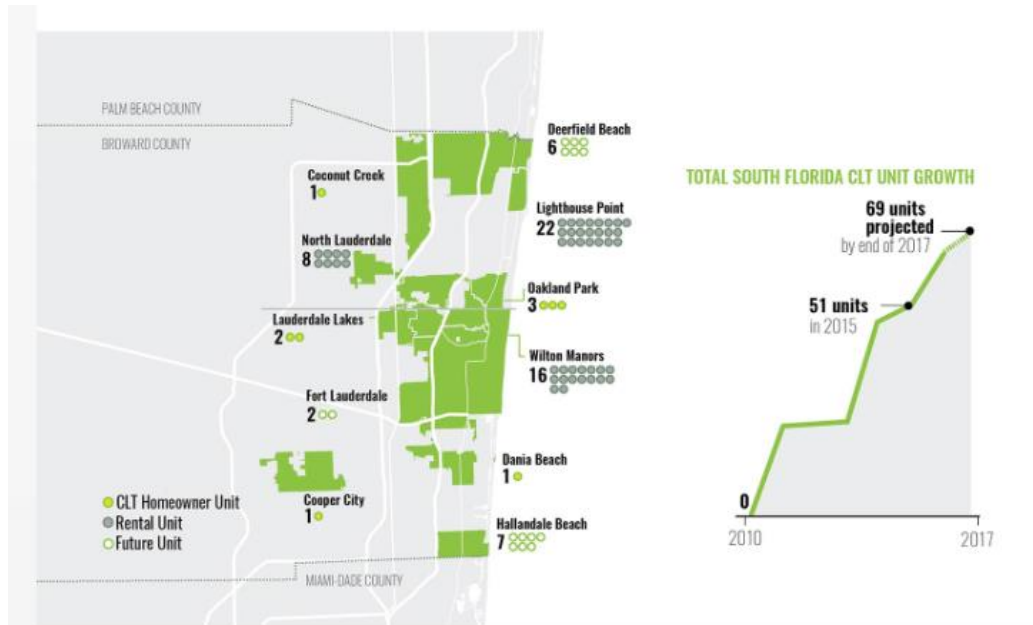 PALM BEACH COUNTY
BROWARD COUNTY
Deerfield Beach
6
Coconut Creek
1
Lighthouse Point
22
North Lauderdale
8
Oakland Park
3
Lauderdale Lakes
2
Wilton Manors
16
Fort Lauderdale
2
Dania Beach
1
Cooper City
1
Hallandale Beach
7
CLT Homeowner Unit
Rental Unit
Future Unit
MIAMI-DADE COUNTY
TOTAL SOUTH FLORIDA CLT UNIT GROWTH
69 units
projected
by end of 2017
51 units
in 2015
0
2010
2017